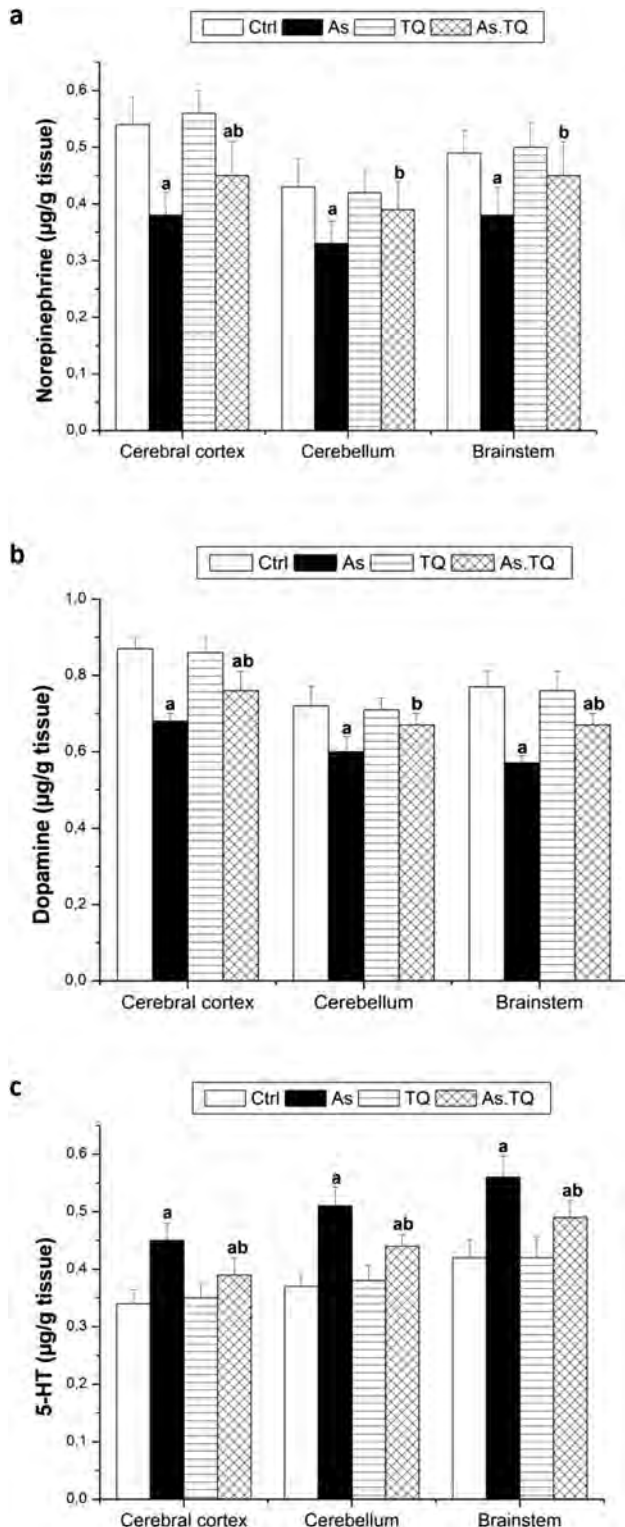 a
Ctrl As TQ As.TQ
Norepinephrine (µg/g tissue)
0,6
0,5
0,4
0,3
0,2
0,1
0,0
a
ab
a
b
a
b
Cerebral cortex Cerebellum Brainstem
b
Ctrl As TQ As.TQ
Dopamine (µg/g tissue)
1,0
0,8
0,6
0,4
0,2
0,0
a
ab
a
b
a
ab
Cerebral cortex Cerebellum Brainstem
c
Ctrl As TQ As.TQ
5-HT (µg/g tissue)
0,6
0,5
0,4
0,3
0,2
0,1
0,0
a
ab
a
ab
a
ab
Cerebral cortex Cerebellum Brainstem